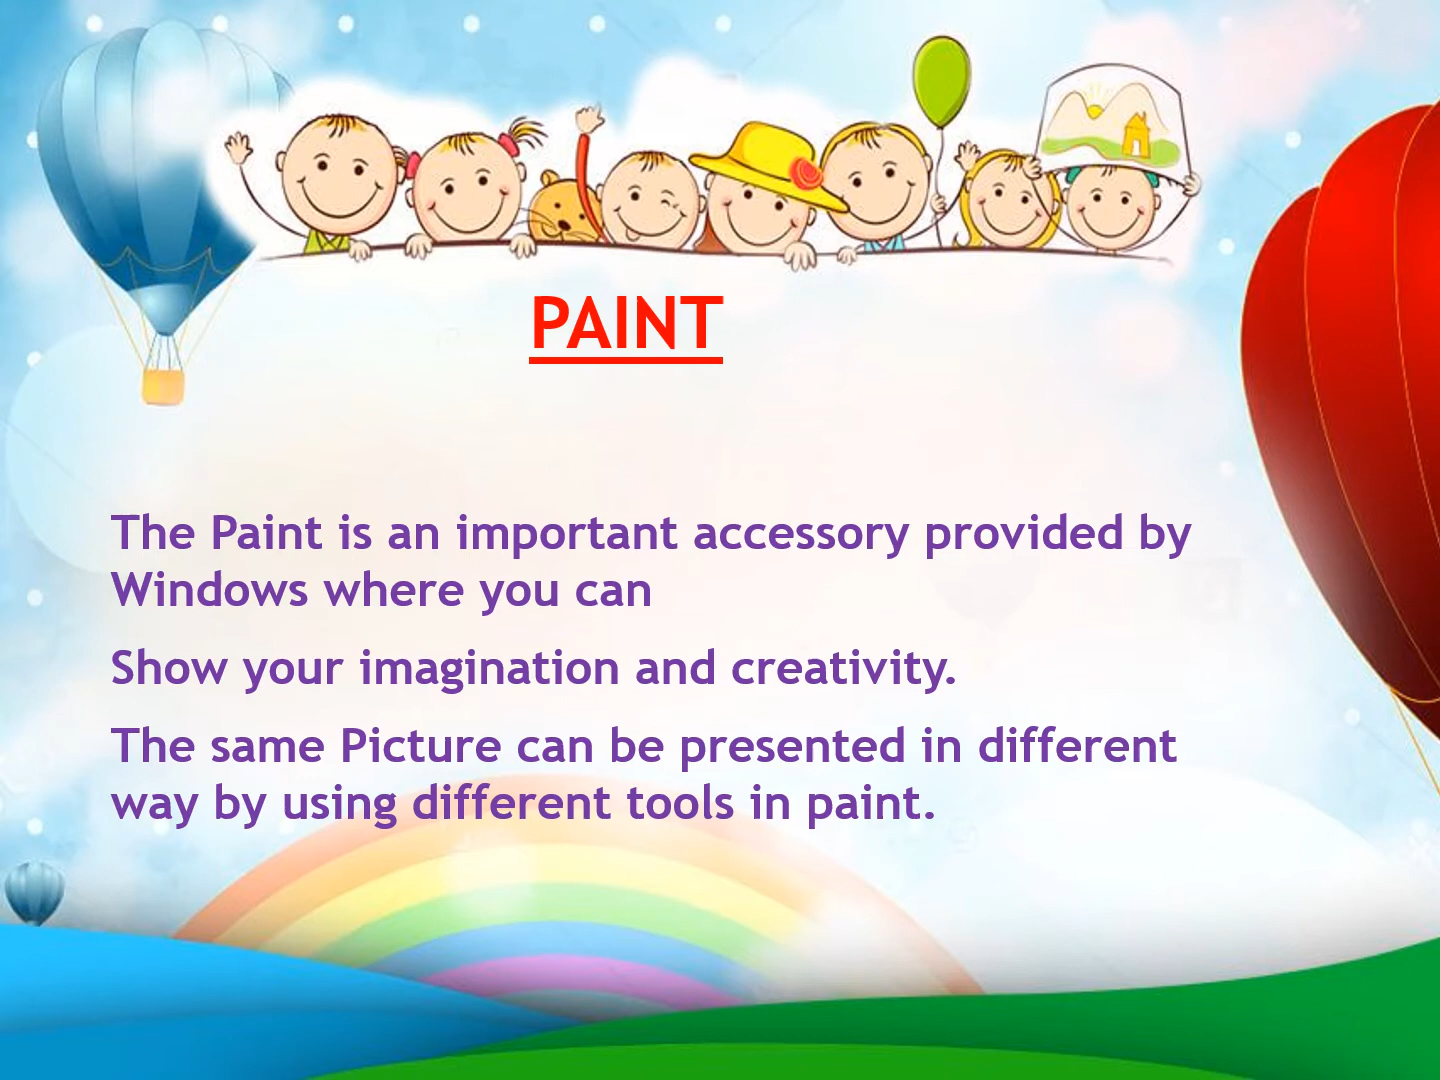 PAINT
The Paint is an important accessory provided by
Windows where you can
Show your imagination and creativity.
The same Picture can be presented in different
way by using different tools in paint.